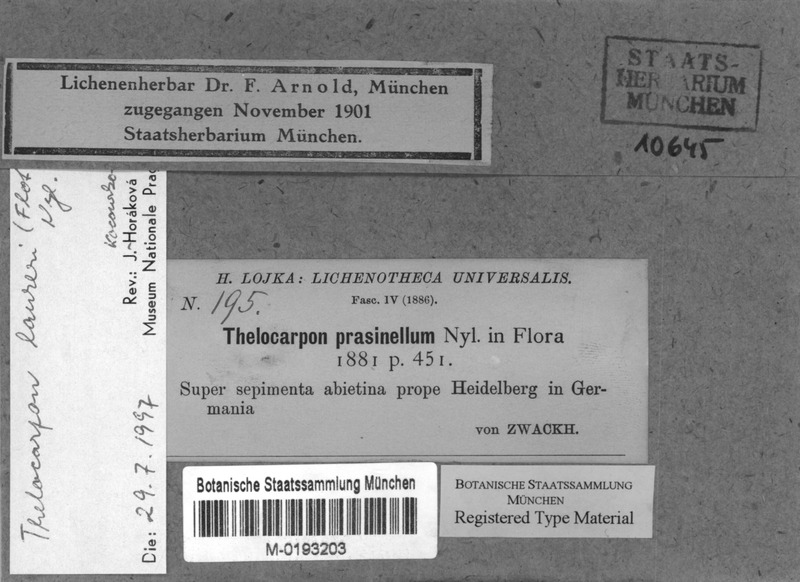 Lichenenherbar Dr. F. Arnold, München
zugegangen November 1901
Staatsherbarium München.
STAATS-
HERBARIUM
MÜNCHEN
10645
Thelocarpon laureri (Flot
Nyl.
Rev.: J. Horáková
Museum Nationale Prac
Die: 29.7.1997
H. LOJKA: LICHENOTHECA UNIVERSALIS.
N. 195. Fasc. IV (1886).
Thelocarpon prasinellum Nyl. in Flora
1881 p. 451.
Super sepimenta abietina prope Heidelberg in Ger-
mania
von ZWACKH.
Botanische Staatssammlung München
M-0193203
BOTANISCHE STAATSSAMMLUNG
MÜNCHEN
Registered Type Material